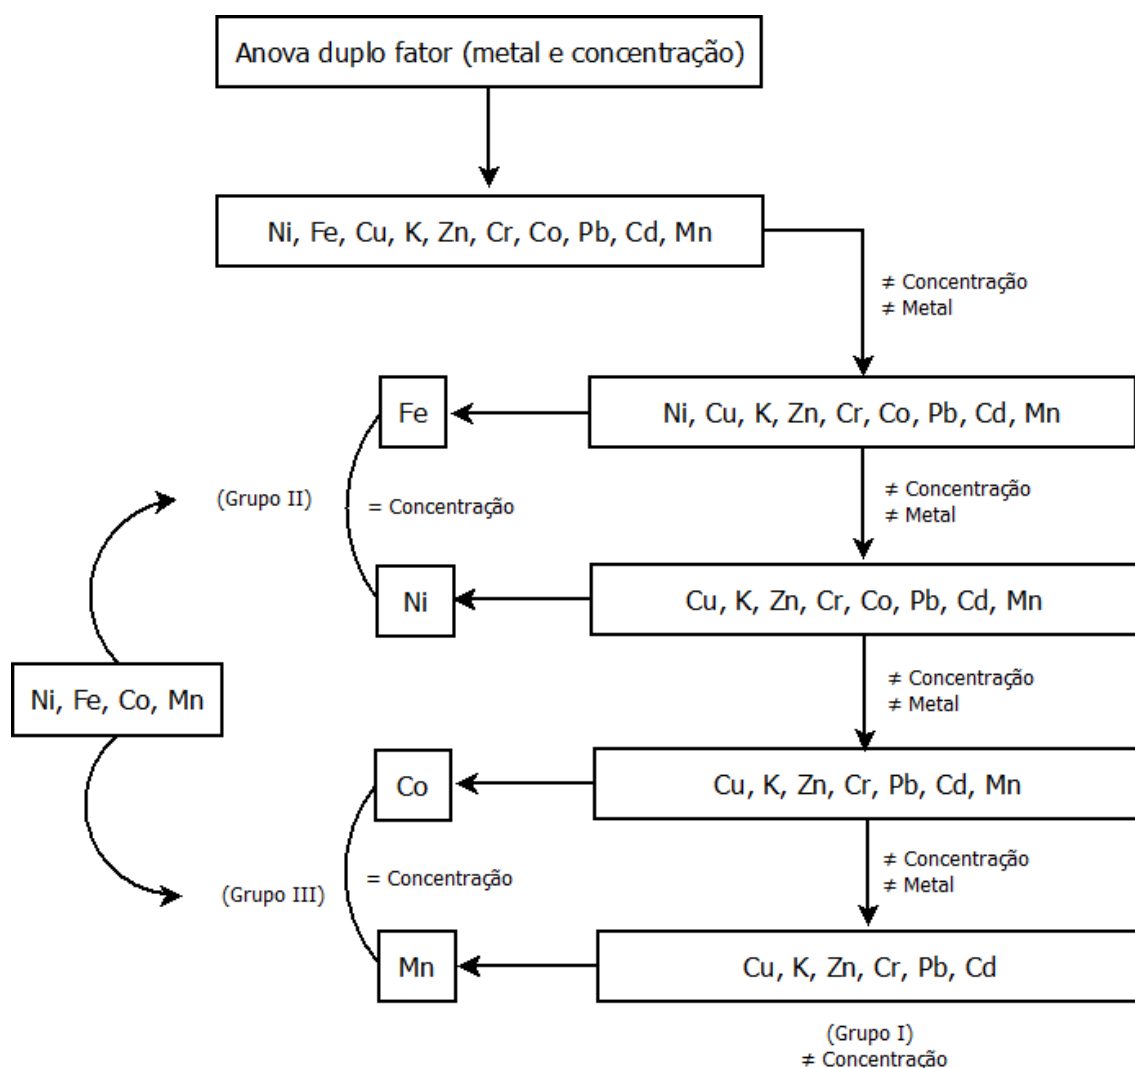 Anova duplo fator (metal e concentração)
Ni, Fe, Cu, K, Zn, Cr, Co, Pb, Cd, Mn
≠ Concentração
≠ Metal
Fe
Ni, Cu, K, Zn, Cr, Co, Pb, Cd, Mn
(Grupo II)
= Concentração
≠ Concentração
≠ Metal
Ni
Cu, K, Zn, Cr, Co, Pb, Cd, Mn
Ni, Fe, Co, Mn
≠ Concentração
≠ Metal
Co
Cu, K, Zn, Cr, Pb, Cd, Mn
(Grupo III)
= Concentração
≠ Concentração
≠ Metal
Mn
Cu, K, Zn, Cr, Pb, Cd
(Grupo I)
≠ Concentração